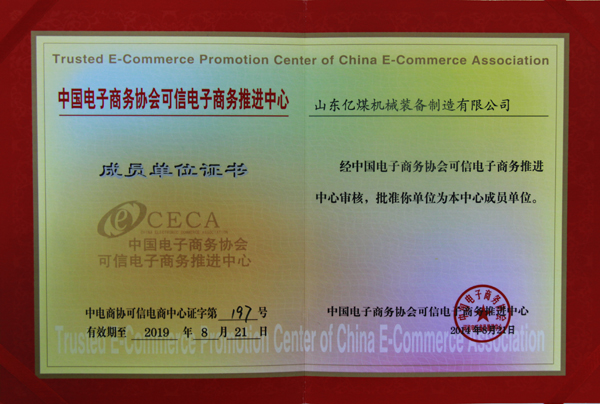 Trusted E-Commerce Promotion Center of China E-Commerce Association
中国电子商务协会可信电子商务推进中心
成员单位证书
CECA
中国电子商务协会
可信电子商务推进中心
中电商协可信电商中心证字第 197 号
有效期至 2019 年 8 月 21 日
山东亿煤机械装备制造有限公司
经中国电子商务协会可信电子商务推进
中心审核，批准你单位为本中心成员单位。
中国电子商务协会可信电子商务推进中心
年8月21日
Trusted E-Commerce Promotion Center of China E-Commerce Association